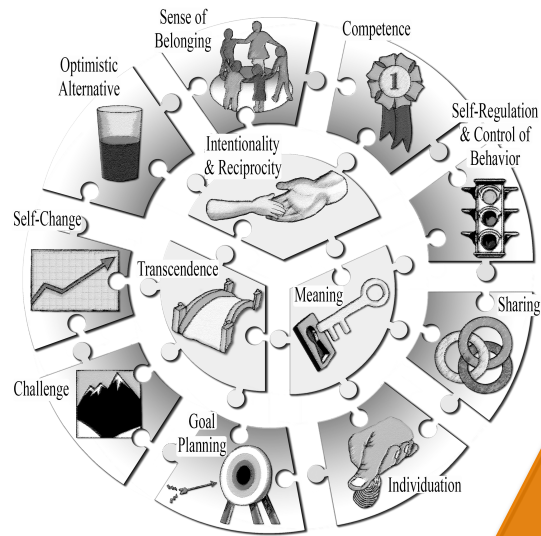 Sense of
Belonging
Competence
Optimistic
Alternative
1
Self-Regulation
& Control of
Behavior
Intentionality
& Reciprocity
Self-Change
Transcendence
Meaning
Sharing
Challenge
Goal
Planning
Individuation